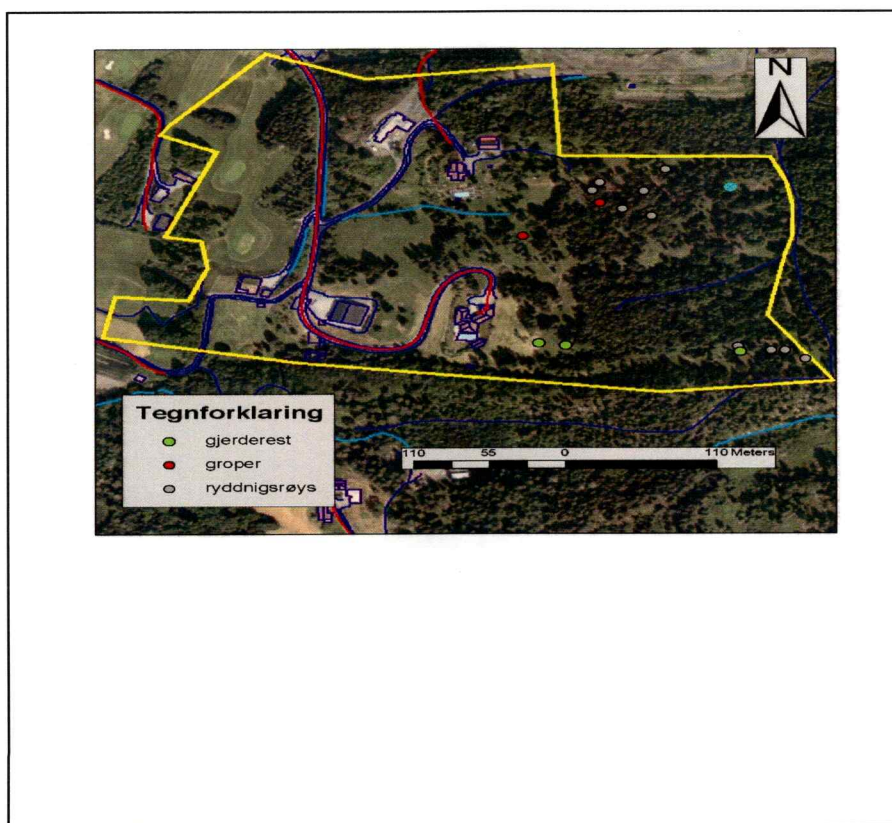 N
Tegnforklaring
gjerderest
groper
ryddnigsrøys
110 55 0 110 Meters